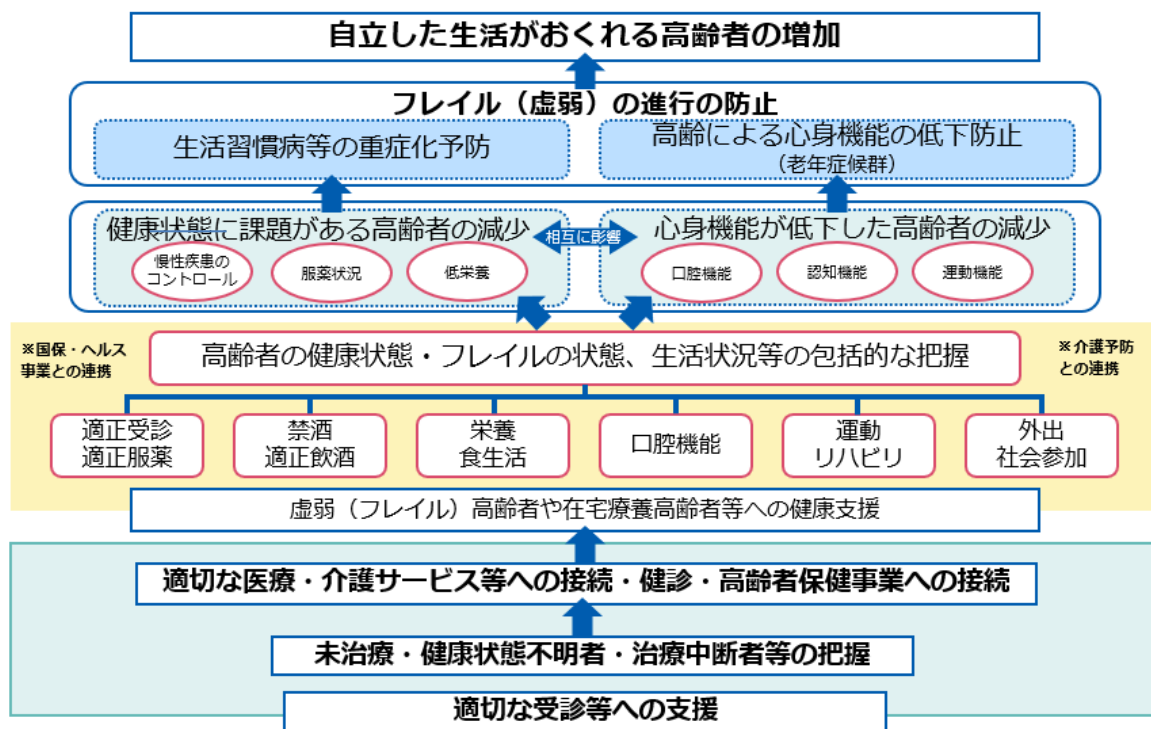 自立した生活がおくれる高齢者の増加
フレイル（虚弱）の進行の防止
生活習慣病等の重症化予防
高齢による心身機能の低下防止
（老年症候群）
健康状態に課題がある高齢者の減少
相互に影響
心身機能が低下した高齢者の減少
慢性疾患の
コントロール
服薬状況
低栄養
口腔機能
認知機能
運動機能
※国保・ヘルス
事業との連携
高齢者の健康状態・フレイルの状態、生活状況等の包括的な把握
※介護予防
との連携
適正受診
適正服薬
禁酒
適正飲酒
栄養
食生活
口腔機能
運動
リハビリ
外出
社会参加
虚弱（フレイル）高齢者や在宅療養高齢者等への健康支援
適切な医療・介護サービス等への接続・健診・高齢者保健事業への接続
未治療・健康状態不明者・治療中断者等の把握
適切な受診等への支援